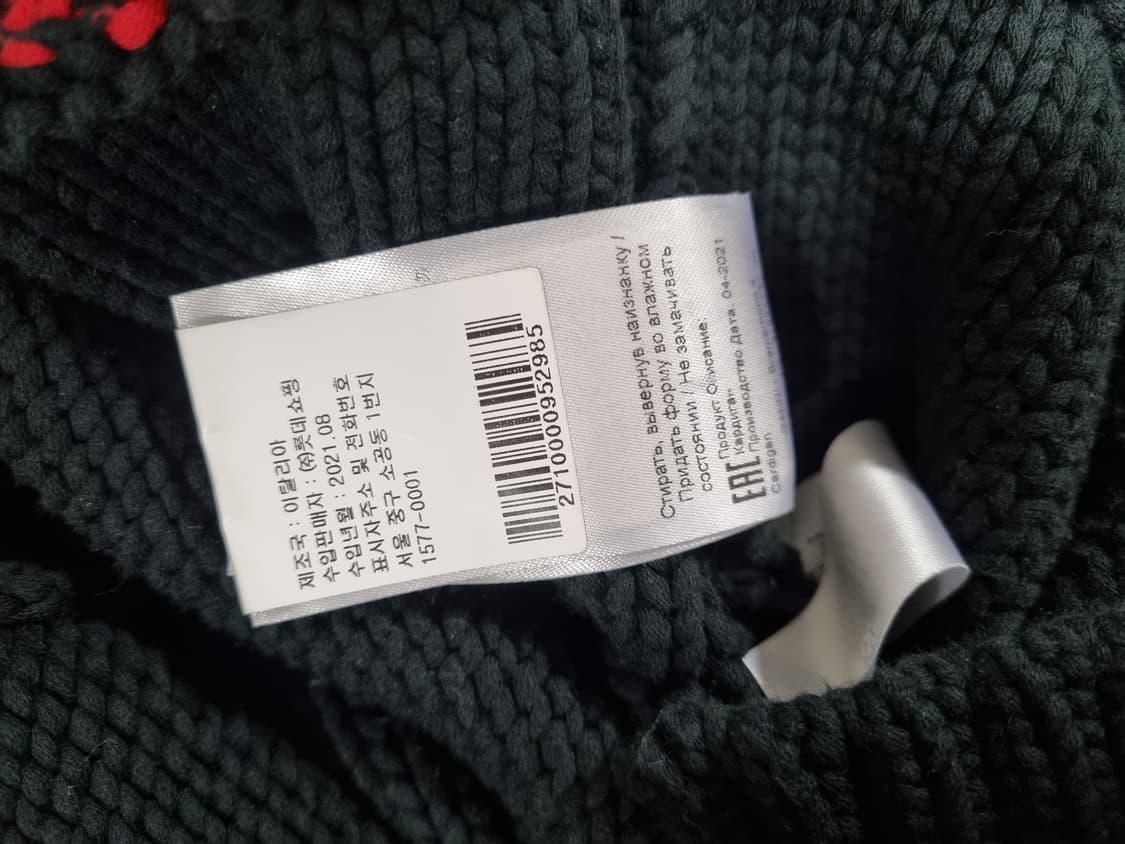 제조국 : 이탈리아
수입판매자 : ㈜롯데쇼핑
수입년월 : 2021.08
표시자주소 및 전화번호
서울 중구 소공동 1번지
1577-0001
2710000952985
Стирать, вывернув наизнанку /
Придать форму во влажном
состоянии / Не замачивать
EAC
Продукт Описание:
Кардиган
Производство Дата: 04-2021
Cardigan